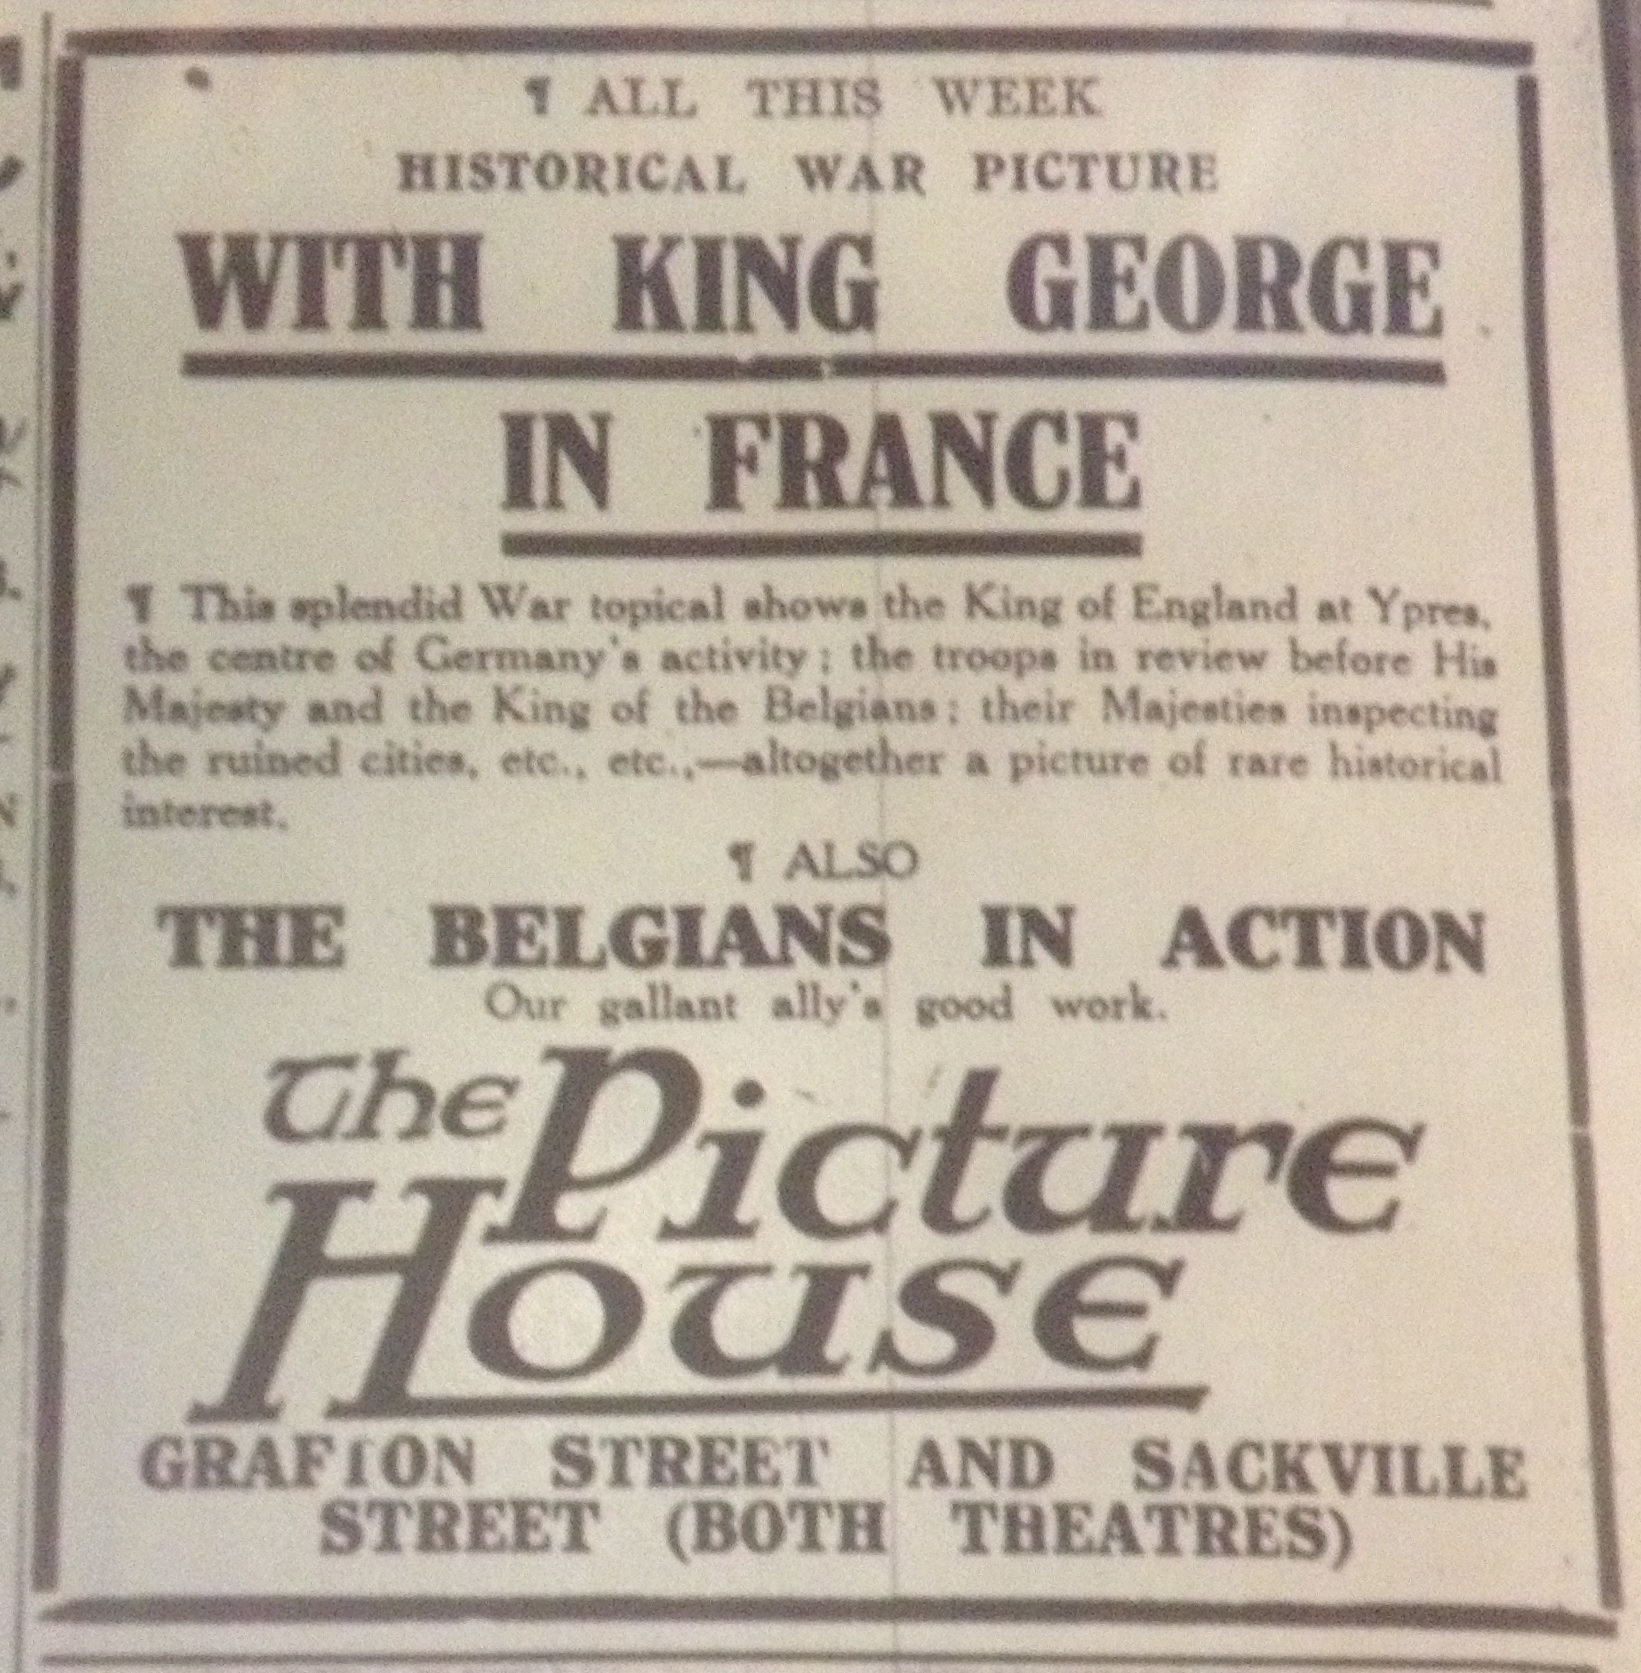 ¶ ALL THIS WEEK
HISTORICAL WAR PICTURE
WITH KING GEORGE
IN FRANCE
¶ This splendid War topical shows the King of England at Ypres,
the centre of Germany's activity; the troops in review before His
Majesty and the King of the Belgians; their Majesties inspecting
the ruined cities, etc., etc.,—altogether a picture of rare historical
interest.
¶ ALSO
THE BELGIANS IN ACTION
Our gallant ally's good work.
The Picture
House
GRAFTON STREET AND SACKVILLE
STREET (BOTH THEATRES)